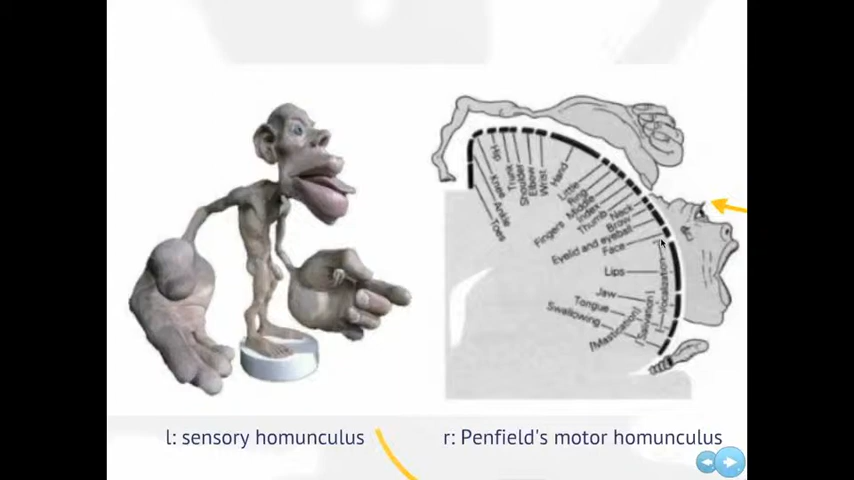 Hip
Trunk
Shoulder
Elbow
Wrist
Hand
Little
Ring
Middle
Index
Thumb
Fingers
Neck
Brow
Eyelid and eyeball
Face
Lips
Jaw
Tongue
Swallowing
[Mastication]
[Salivation]
[Vocalization]
Knee
Ankle
Toes
l: sensory homunculus
r: Penfield's motor homunculus